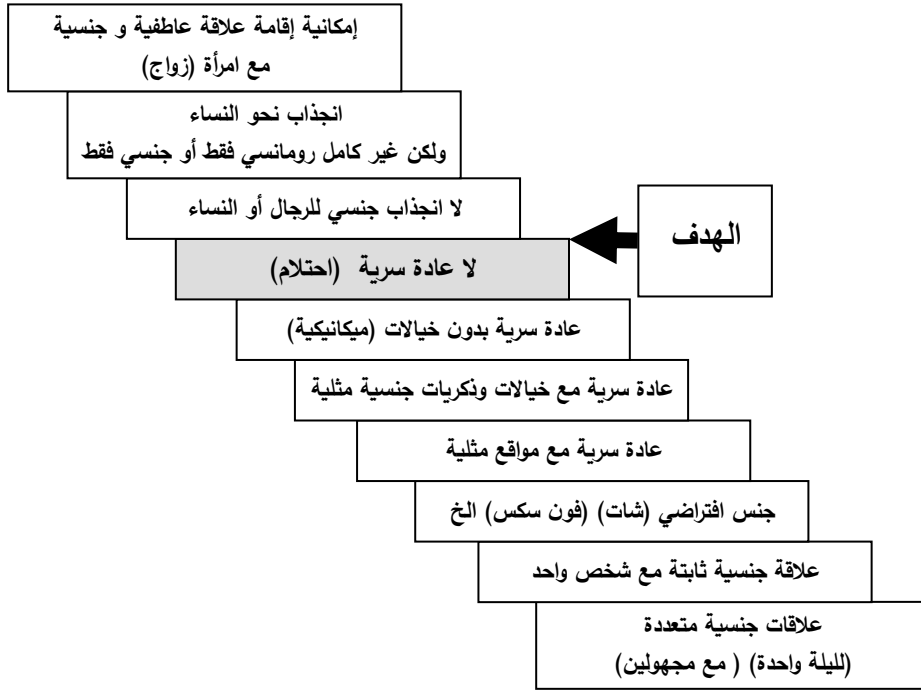 إمكانية إقامة علاقة عاطفية و جنسية
مع امرأة (زواج)
انجذاب نحو النساء
ولكن غير كامل رومانسي فقط أو جنسي فقط
لا انجذاب جنسي للرجال أو النساء
الهدف
لا عادة سرية (احتلام)
عادة سرية بدون خيالات (ميكانيكية)
عادة سرية مع خيالات وذكريات جنسية مثلية
عادة سرية مع مواقع مثلية
جنس افتراضي (شات) (فون سكس) الخ
علاقة جنسية ثابتة مع شخص واحد
علاقات جنسية متعددة
(لليلة واحدة) ( مع مجهولين)